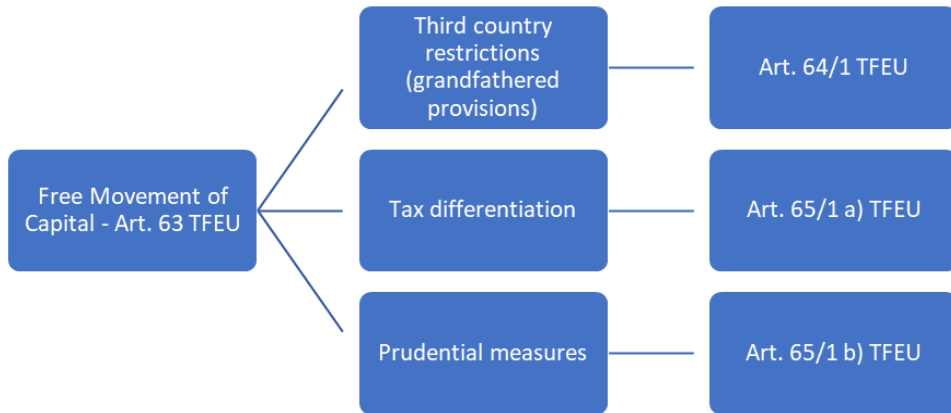 Third country
restrictions
(grandfathered
provisions)
Art. 64/1 TFEU
Free Movement of
Capital - Art. 63 TFEU
Tax differentiation
Art. 65/1 a) TFEU
Prudential measures
Art. 65/1 b) TFEU